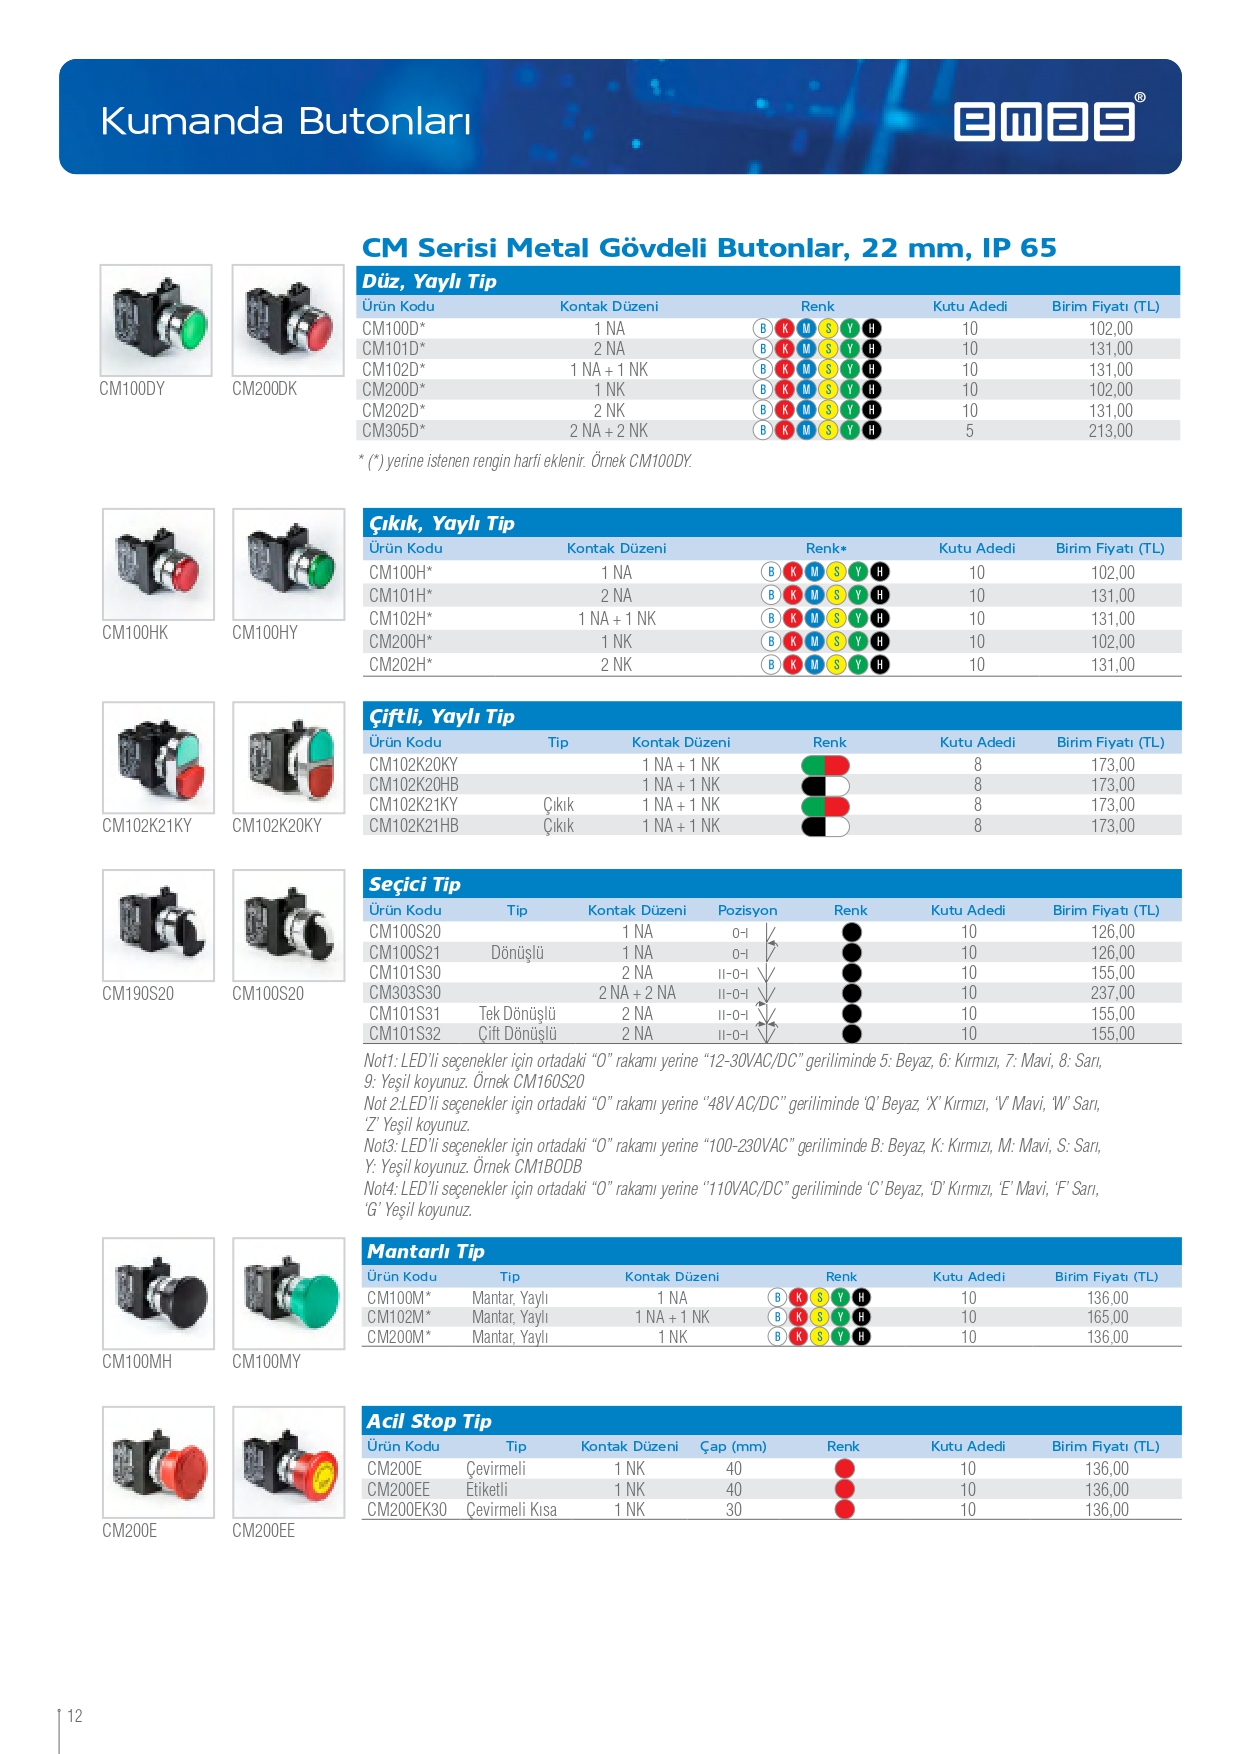 Kumanda Butonları
emas®
CM Serisi Metal Gövdeli Butonlar, 22 mm, IP 65
Düz, Yaylı Tip
Ürün Kodu Kontak Düzeni Renk Kutu Adedi Birim Fiyatı (TL)
CM100D* 1 NA B K M S Y H 10 102,00
CM101D* 2 NA B K M S Y H 10 131,00
CM102D* 1 NA + 1 NK B K M S Y H 10 131,00
CM200D* 1 NK B K M S Y H 10 102,00
CM202D* 2 NK B K M S Y H 10 131,00
CM305D* 2 NA + 2 NK B K M S Y H 5 213,00
CM100DY CM200DK
* (*) yerine istenen rengin harfi eklenir. Örnek CM100DY.
Çıkık, Yaylı Tip
Ürün Kodu Kontak Düzeni Renk* Kutu Adedi Birim Fiyatı (TL)
CM100H* 1 NA B K M S Y H 10 102,00
CM101H* 2 NA B K M S Y H 10 131,00
CM102H* 1 NA + 1 NK B K M S Y H 10 131,00
CM200H* 1 NK B K M S Y H 10 102,00
CM202H* 2 NK B K M S Y H 10 131,00
CM100HK CM100HY
Çiftli, Yaylı Tip
Ürün Kodu Tip Kontak Düzeni Renk Kutu Adedi Birim Fiyatı (TL)
CM102K20KY 1 NA + 1 NK 8 173,00
CM102K20HB 1 NA + 1 NK 8 173,00
CM102K21KY Çıkık 1 NA + 1 NK 8 173,00
CM102K21HB Çıkık 1 NA + 1 NK 8 173,00
CM102K21KY CM102K20KY
Seçici Tip
Ürün Kodu Tip Kontak Düzeni Pozisyon Renk Kutu Adedi Birim Fiyatı (TL)
CM100S20 1 NA 0-I 10 126,00
CM100S21 Dönüşlü 1 NA 0-I 10 126,00
CM101S30 2 NA II-0-I 10 155,00
CM303S30 2 NA + 2 NA II-0-I 10 237,00
CM101S31 Tek Dönüşlü 2 NA II-0-I 10 155,00
CM101S32 Çift Dönüşlü 2 NA II-0-I 10 155,00
CM190S20 CM100S20
Not1: LED’li seçenekler için ortadaki “O” rakamı yerine “12-30VAC/DC” geriliminde 5: Beyaz, 6: Kırmızı, 7: Mavi, 8: Sarı,
9: Yeşil koyunuz. Örnek CM160S20
Not 2:LED’li seçenekler için ortadaki “O” rakamı yerine ‘’48V AC/DC’’ geriliminde ‘Q’ Beyaz, ‘X’ Kırmızı, ‘V’ Mavi, ‘W’ Sarı,
‘Z’ Yeşil koyunuz.
Not3: LED’li seçenekler için ortadaki “O” rakamı yerine “100-230VAC” geriliminde B: Beyaz, K: Kırmızı, M: Mavi, S: Sarı,
Y: Yeşil koyunuz. Örnek CM1BODB
Not4: LED’li seçenekler için ortadaki “O” rakamı yerine ‘’110VAC/DC” geriliminde ‘C’ Beyaz, ‘D’ Kırmızı, ‘E’ Mavi, ‘F’ Sarı,
‘G’ Yeşil koyunuz.
Mantarlı Tip
Ürün Kodu Tip Kontak Düzeni Renk Kutu Adedi Birim Fiyatı (TL)
CM100M* Mantar, Yaylı 1 NA B K S Y H 10 136,00
CM102M* Mantar, Yaylı 1 NA + 1 NK B K S Y H 10 165,00
CM200M* Mantar, Yaylı 1 NK B K S Y H 10 136,00
CM100MH CM100MY
Acil Stop Tip
Ürün Kodu Tip Kontak Düzeni Çap (mm) Renk Kutu Adedi Birim Fiyatı (TL)
CM200E Çevirmeli 1 NK 40 10 136,00
CM200EE Etiketli 1 NK 40 10 136,00
CM200EK30 Çevirmeli Kısa 1 NK 30 10 136,00
CM200E CM200EE
12